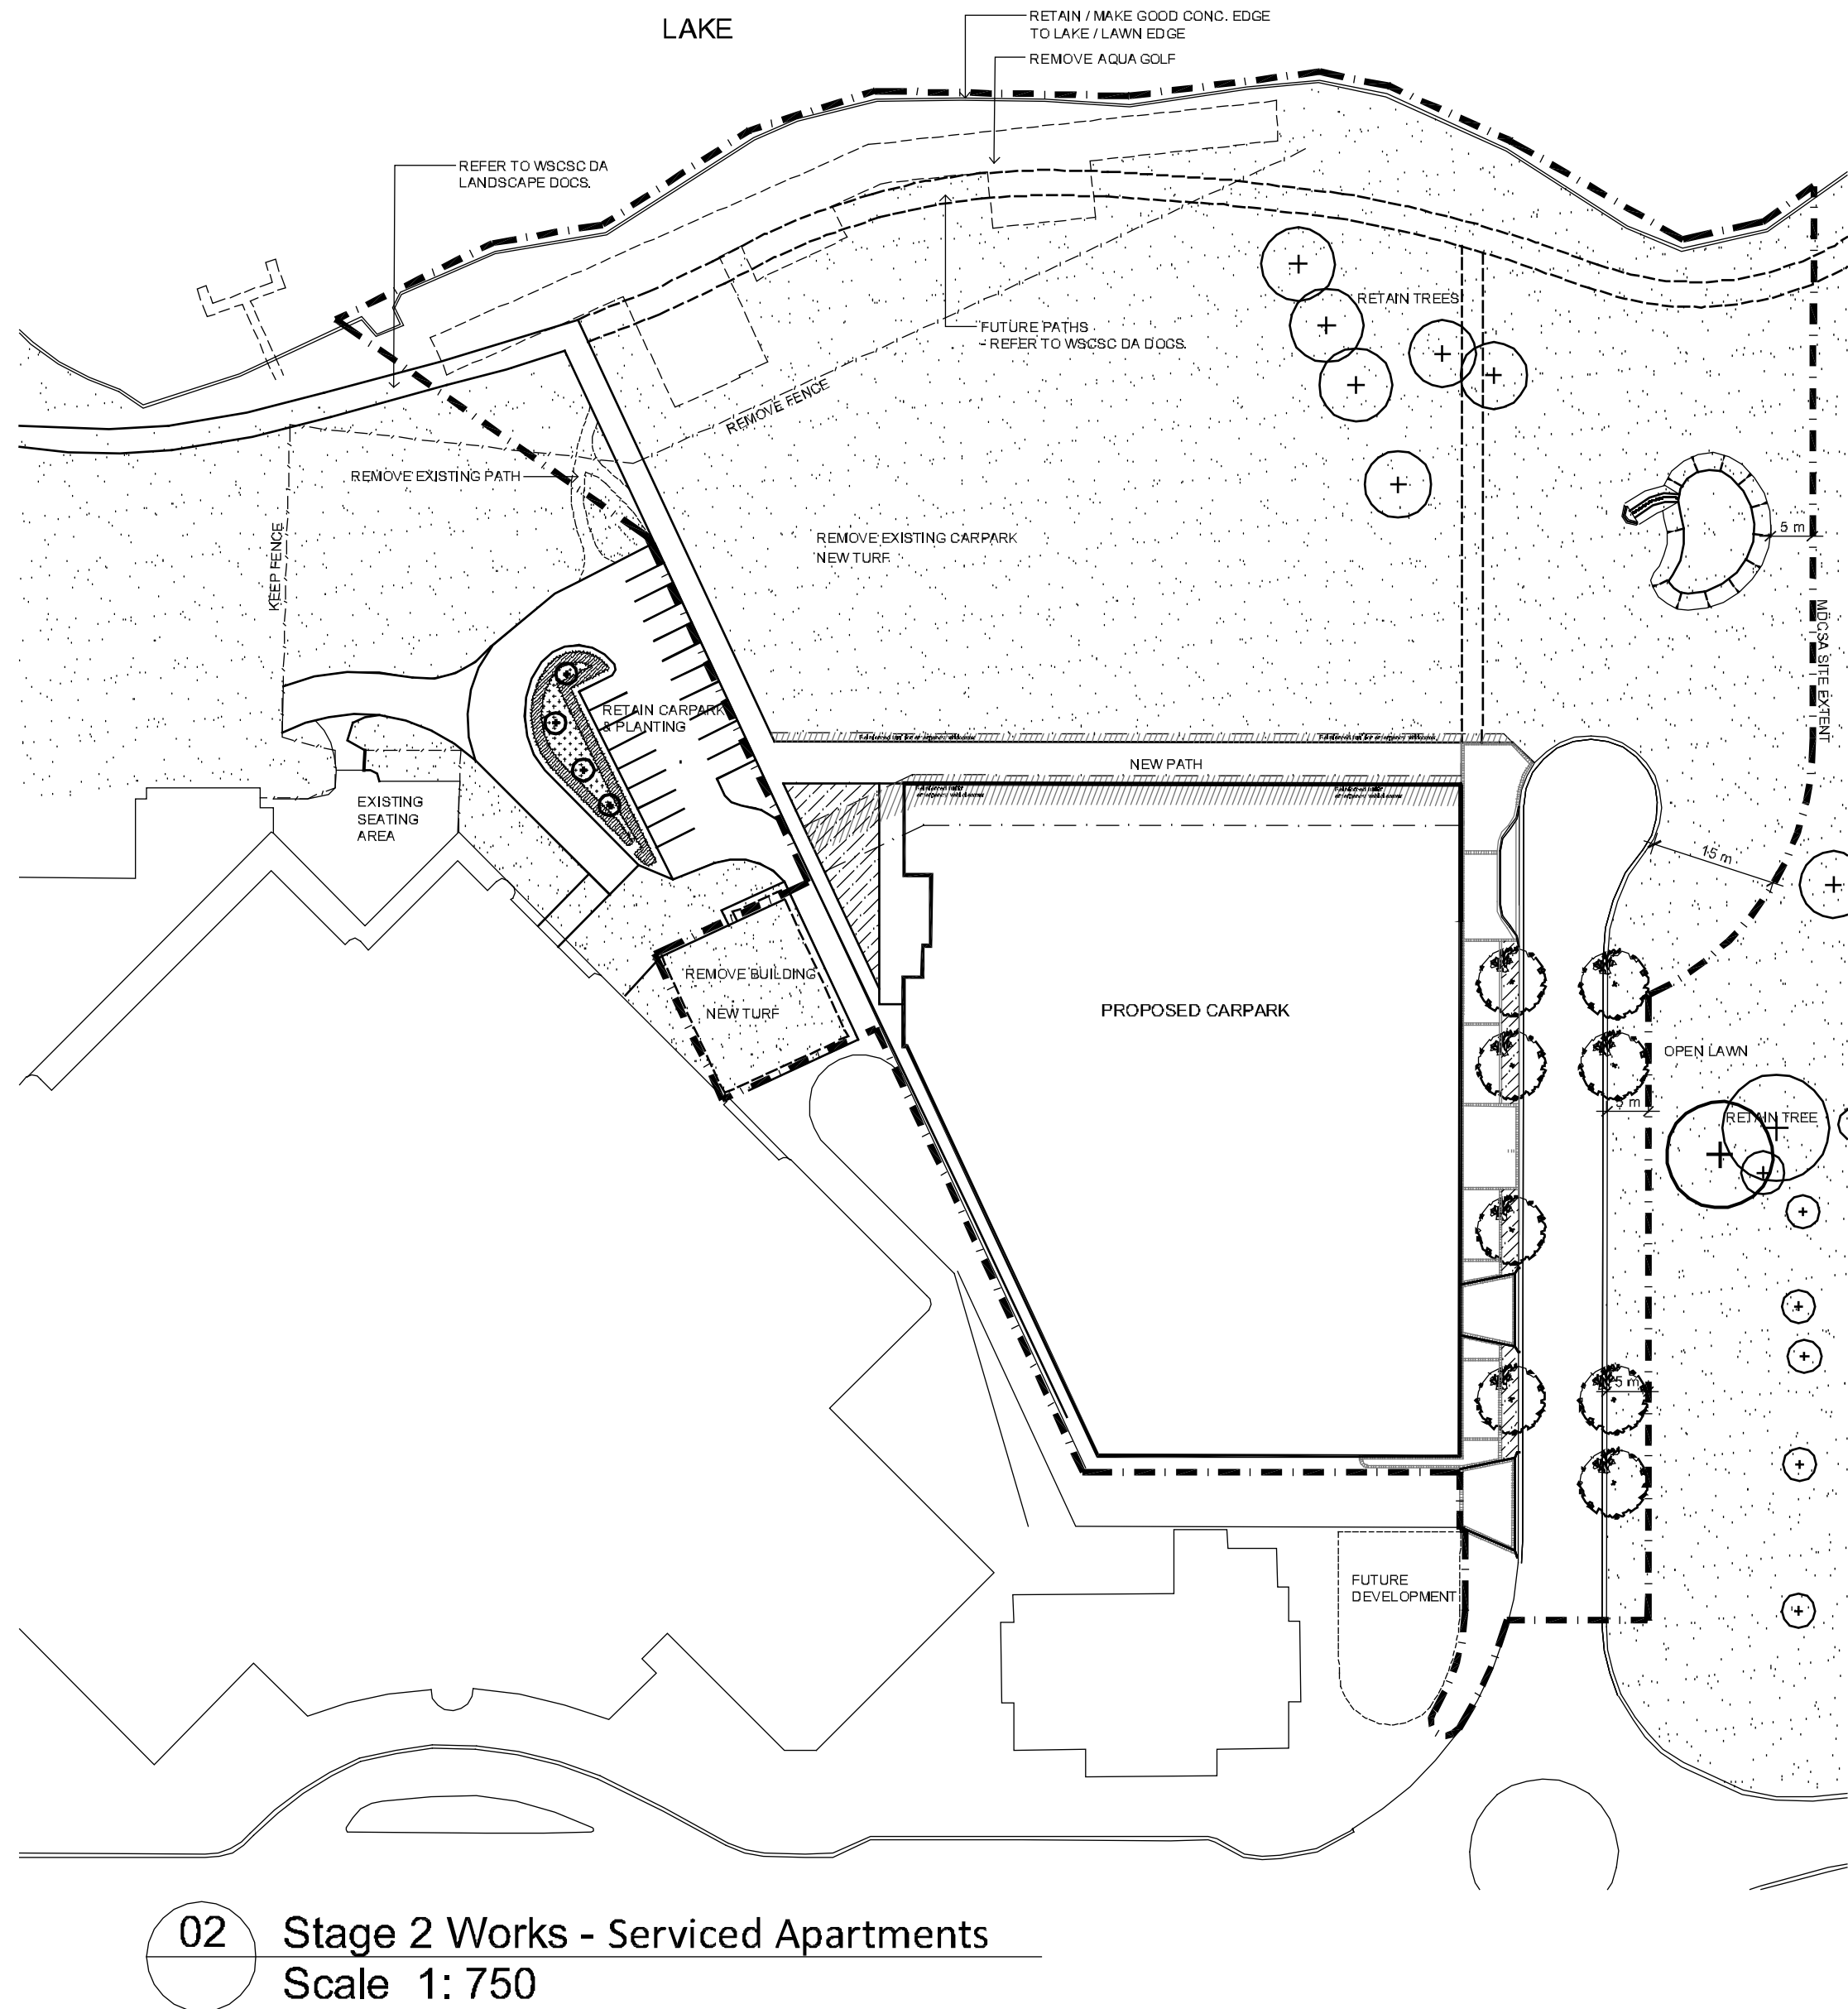 LAKE
RETAIN / MAKE GOOD CONC. EDGE
TO LAKE / LAWN EDGE
REMOVE AQUA GOLF
REFER TO WSCSC DA
LANDSCAPE DOCS.
RETAIN TREES
FUTURE PATHS
- REFER TO WSCSC DA DOCS.
REMOVE FENCE
REMOVE EXISTING PATH
KEEP FENCE
REMOVE EXISTING CARPARK
NEW TURF
5 m
MDCSA SITE EXTENT
RETAIN CARPARK
& PLANTING
NEW PATH
EXISTING
SEATING
AREA
15 m
REMOVE BUILDING
NEW TURF
PROPOSED CARPARK
OPEN LAWN
5 m
RETAIN TREE
5 m
FUTURE
DEVELOPMENT
02
Stage 2 Works - Serviced Apartments
Scale 1: 750